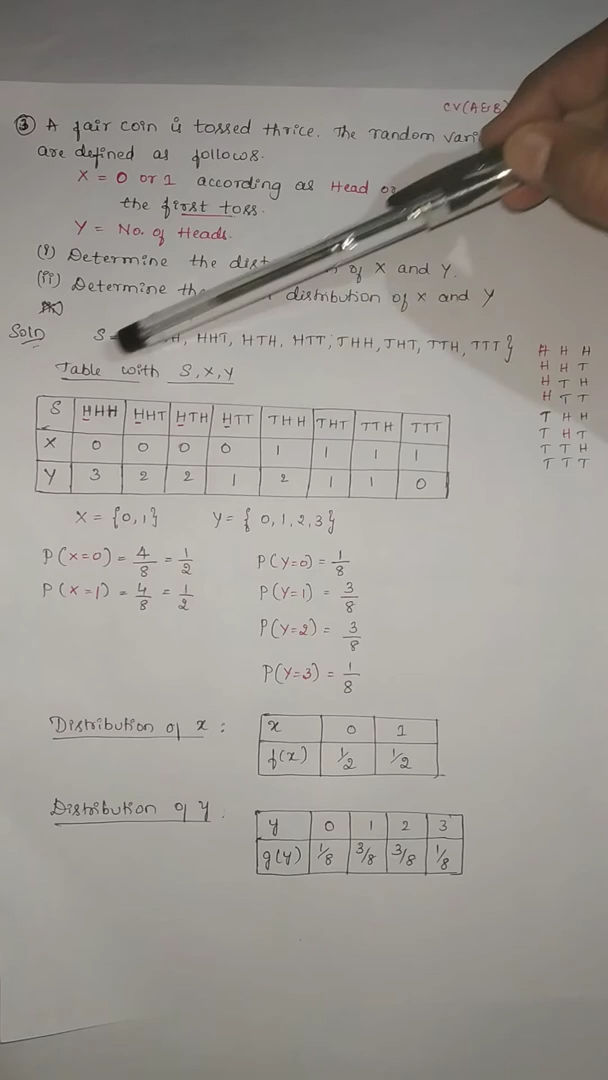 CV(A & B)
③ A fair coin is tossed thrice. The random vari
are defined as follows.
X = 0 or 1 according as Head or
the first toss.
Y = No. of Heads.
(i) Determine the dist of X and Y.
(ii) Determine the distribution of X and Y
Soln S = HHT, HTH, HTT, THH, THT, TTH, TTT }
H H H
H H T
H T H
H T T
T H H
T H T
T T H
T T T
Table with S, X, Y
S HHH HHT HTH HTT THH THT TTH TTT
X 0 0 0 0 1 1 1 1
Y 3 2 2 1 2 1 1 0
X = {0, 1} Y = { 0, 1, 2, 3 }
P(X=0) = 4/8 = 1/2 P(Y=0) = 1/8
P(X=1) = 4/8 = 1/2 P(Y=1) = 3/8
P(Y=2) = 3/8
P(Y=3) = 1/8
Distribution of x :
x 0 1
f(x) 1/2 1/2
Distribution of y :
y 0 1 2 3
g(y) 1/8 3/8 3/8 1/8